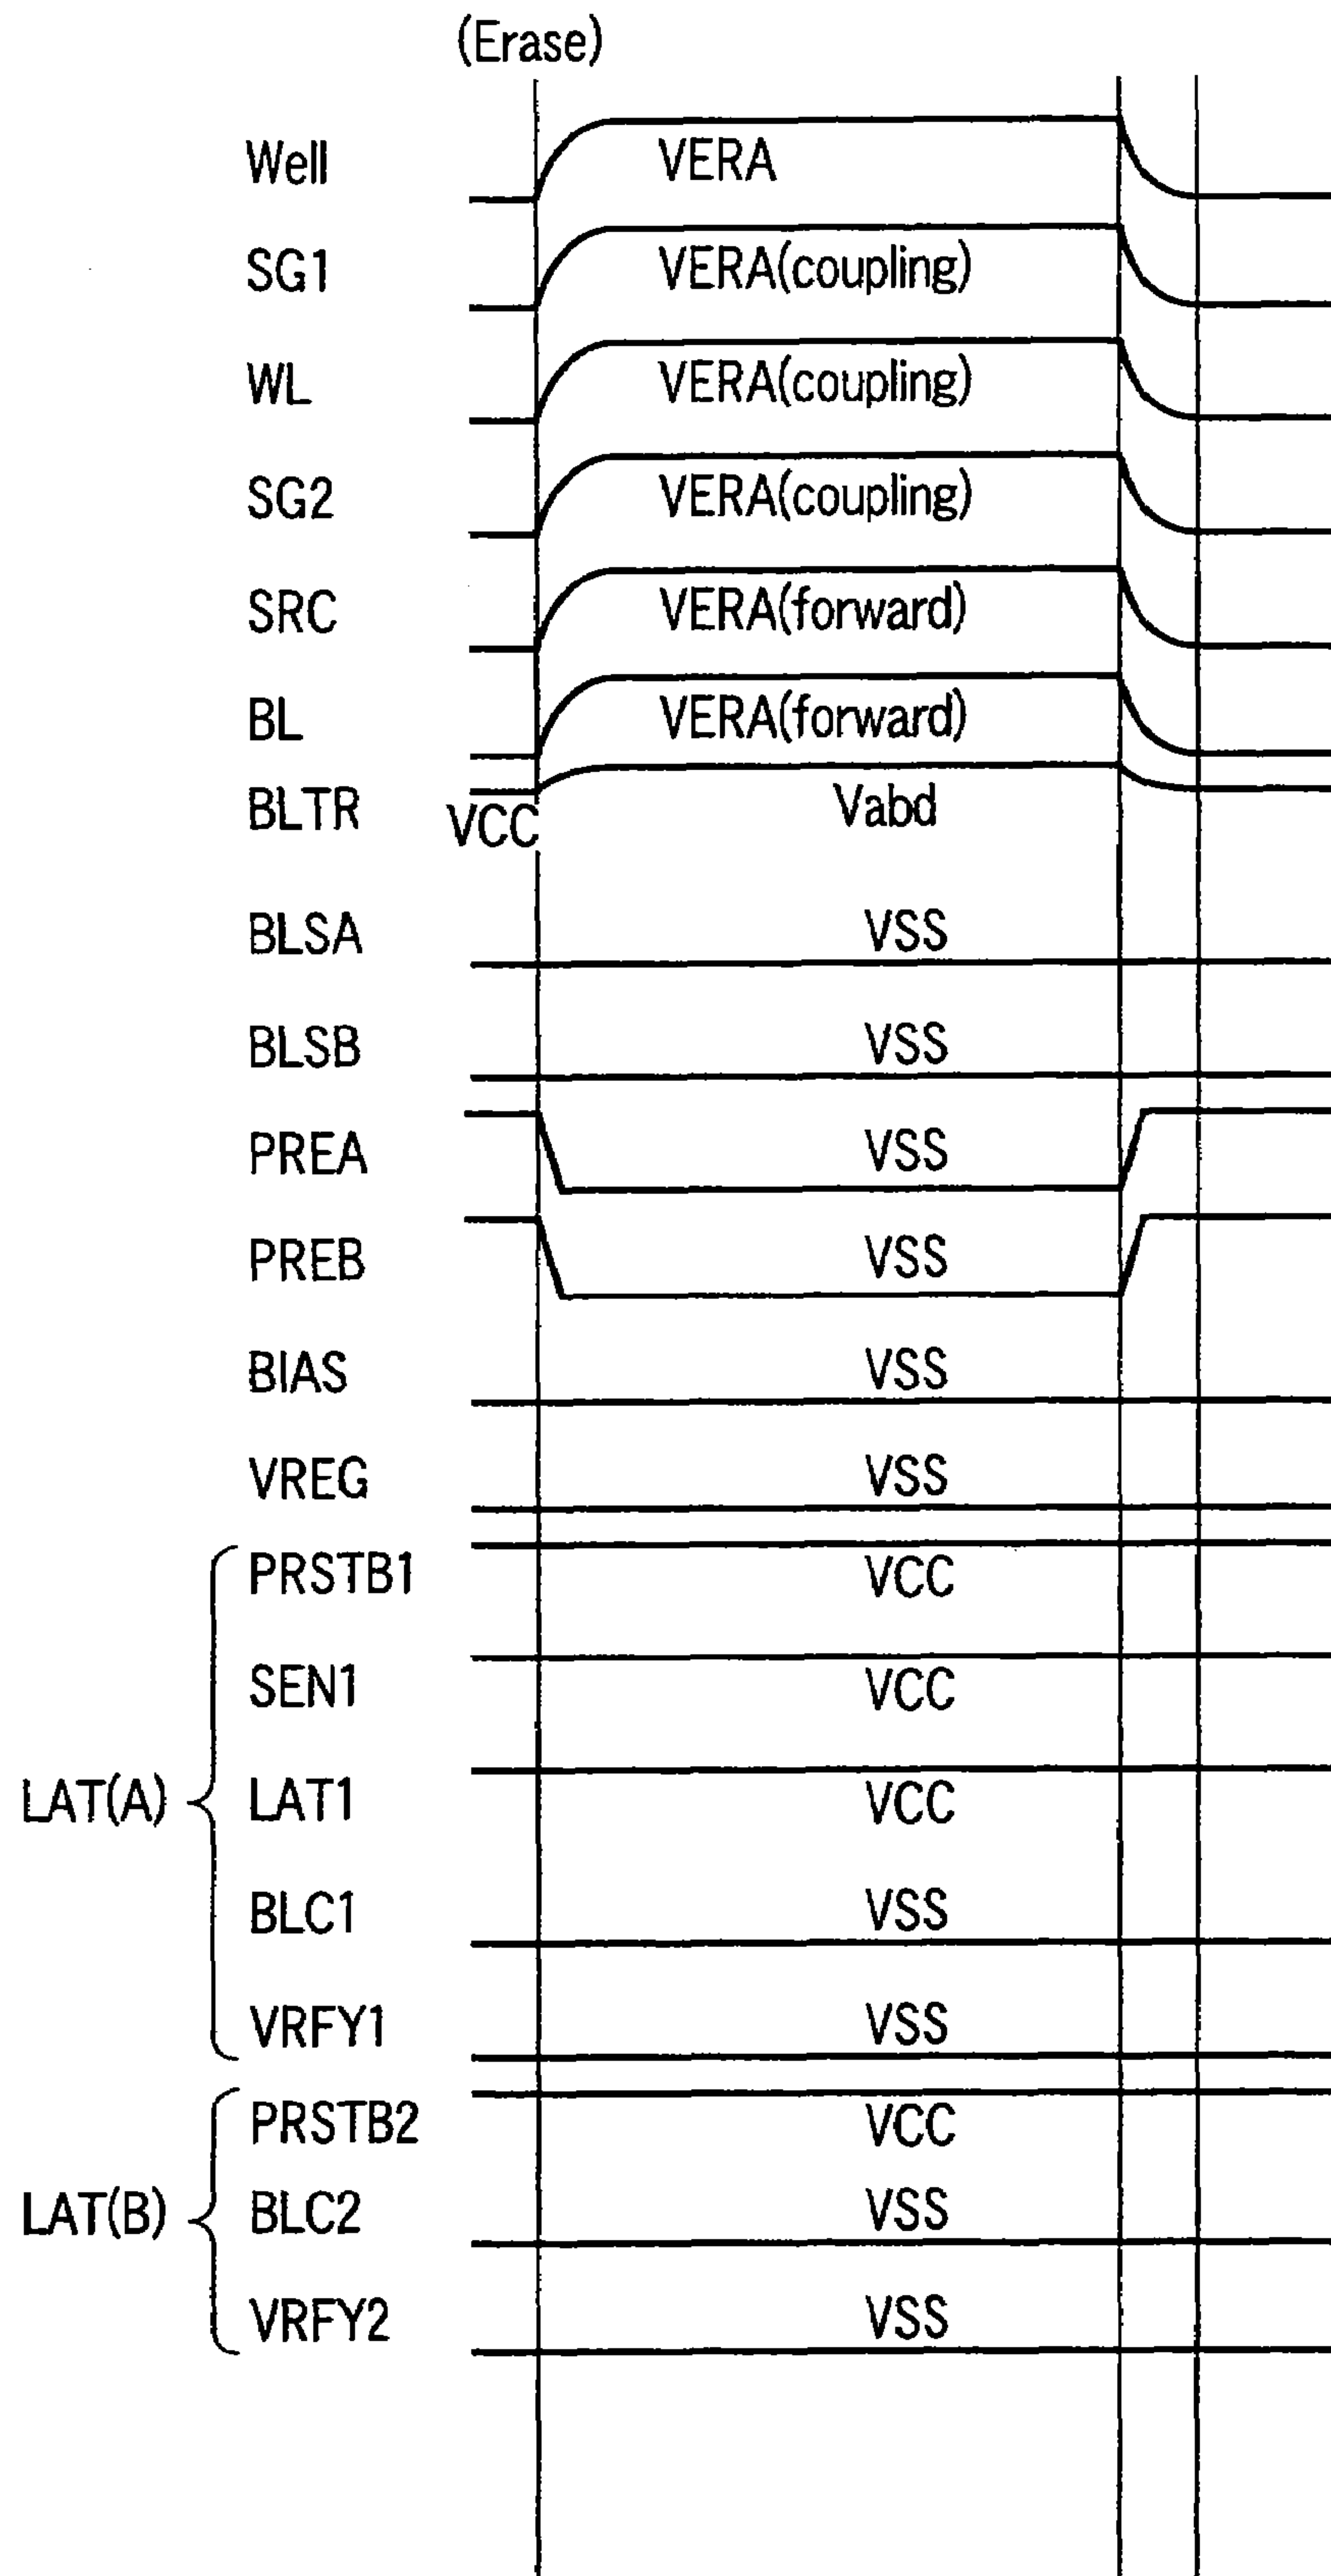 (Erase)
Well VERA
SG1 VERA(coupling)
WL VERA(coupling)
SG2 VERA(coupling)
SRC VERA(forward)
BL VERA(forward)
BLTR VCC Vabd
BLSA VSS
BLSB VSS
PREA VSS
PREB VSS
BIAS VSS
VREG VSS
PRSTB1 VCC
SEN1 VCC
LAT(A) LAT1 VCC
BLC1 VSS
VRFY1 VSS
PRSTB2 VCC
LAT(B) BLC2 VSS
VRFY2 VSS